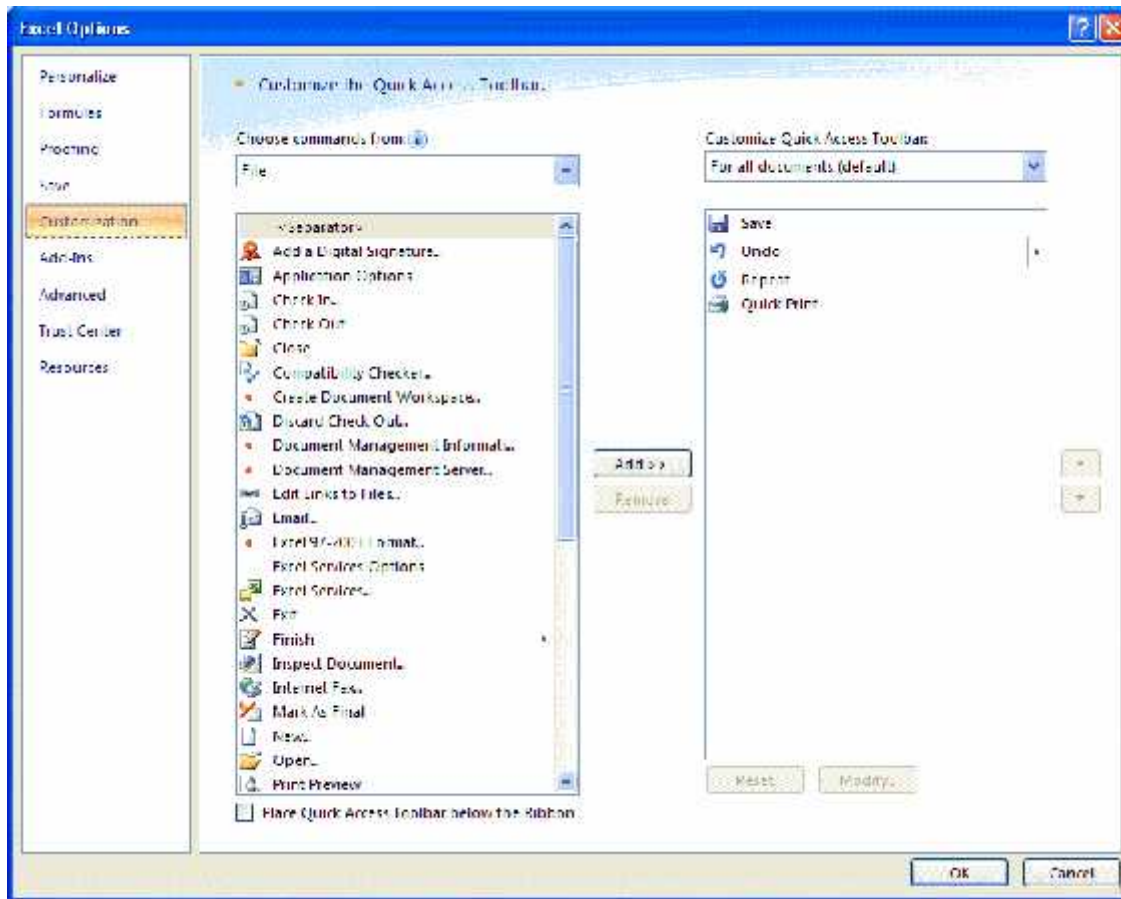 Excel Options
Personalize
Formulas
Proofing
Save
Customization
Add-Ins
Advanced
Trust Center
Resources
Customize the Quick Access Toolbar.
Choose commands from:
File
<Separator>
Add a Digital Signature...
Application Options
Check In...
Check Out
Close
Compatibility Checker...
Create Document Workspace...
Discard Check Out...
Document Management Informati...
Document Management Server...
Edit Links to Files...
Email...
Excel 97-2003 Format...
Excel Services Options
Excel Services...
Exit
Finish
Inspect Document...
Internet Fax...
Mark As Final
New...
Open...
Print Preview
Place Quick Access Toolbar below the Ribbon
Add >>
Remove
Customize Quick Access Toolbar:
For all documents (default)
Save
Undo
Repeat
Quick Print
Reset
Modify...
OK
Cancel